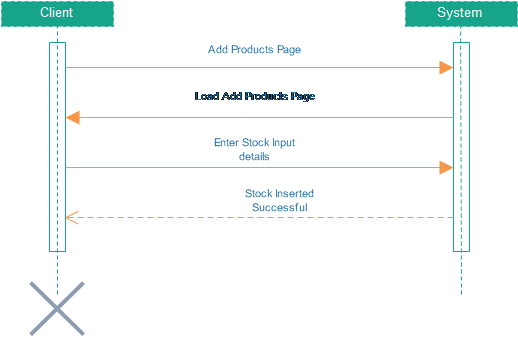 Client
System
Add Products Page
Load Add Products Page
Enter Stock Input
details
Stock Inserted
Successful